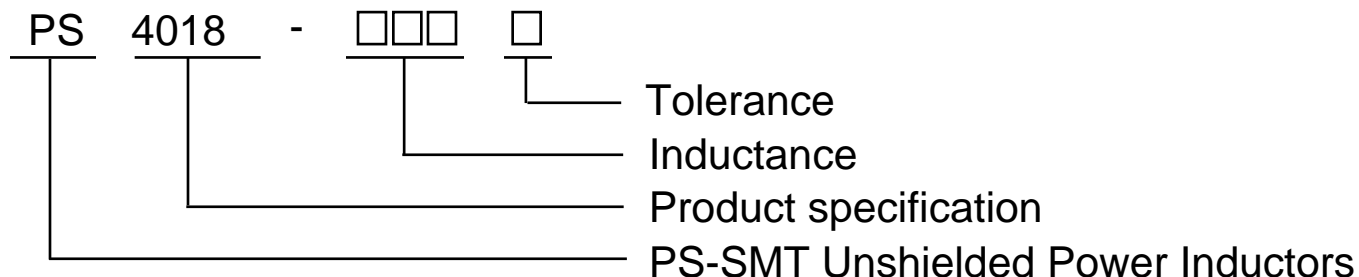 PS 4018 - □□□ □
Tolerance
Inductance
Product specification
PS-SMT Unshielded Power Inductors